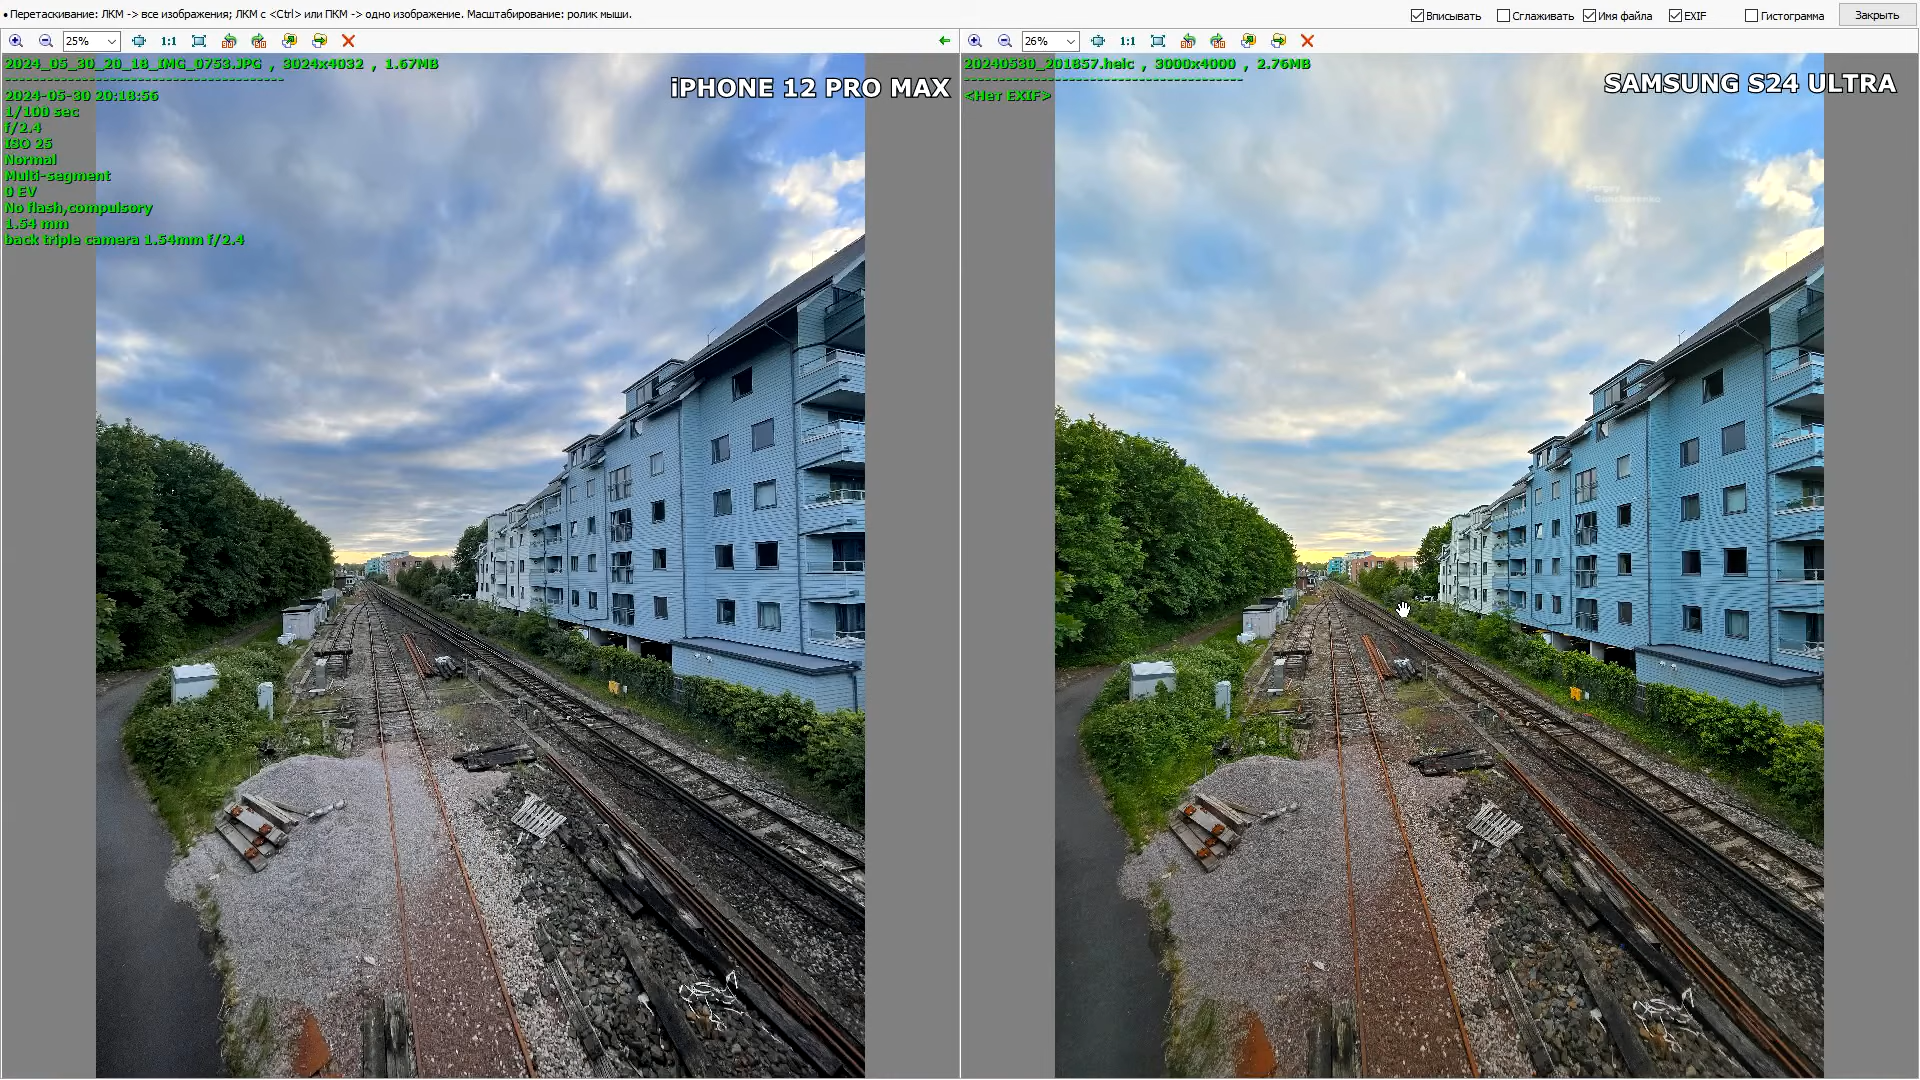 • Перетаскивание: ЛКМ -> все изображения; ЛКМ с <Ctrl> или ПКМ -> одно изображение. Масштабирование: ролик мыши.
Вписывать Сглаживать Имя файла EXIF Гистограмма Закрыть
25% 1:1
26% 1:1
2024_05_30_20_18_IMG_0753.JPG , 3024x4032 , 1.67MB
iPHONE 12 PRO MAX
2024-05-30 20:18:56
1/100 sac
f/2.4
ISO 25
Normal
Multi-segment
0 EV
No flash,compulsory
1.54 mm
back triple camera 1.54mm f/2.4
20240530_201857.heic , 3000x4000 , 2.76MB
SAMSUNG S24 ULTRA
<Нет EXIF>
Sergey
Goncharenko